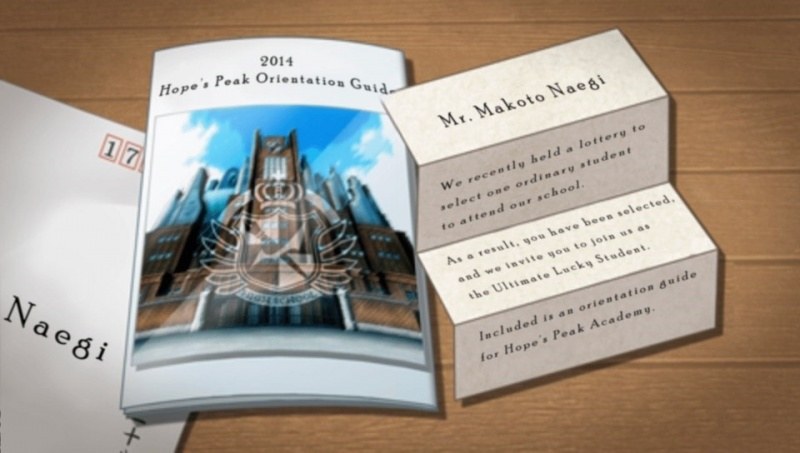 2014
Hope's Peak Orientation Guide
17
Naegi
Mr. Makoto Naegi
We recently held a lottery to
select one ordinary student
to attend our school.
As a result, you have been selected,
and we invite you to join us as
the Ultimate Lucky Student.
Included is an orientation guide
for Hope's Peak Academy.